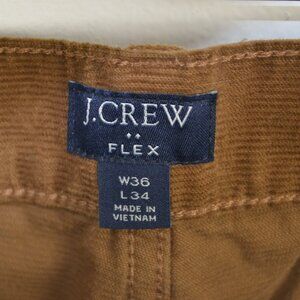 J.CREW
FLEX
W36
L34
MADE IN
VIETNAM